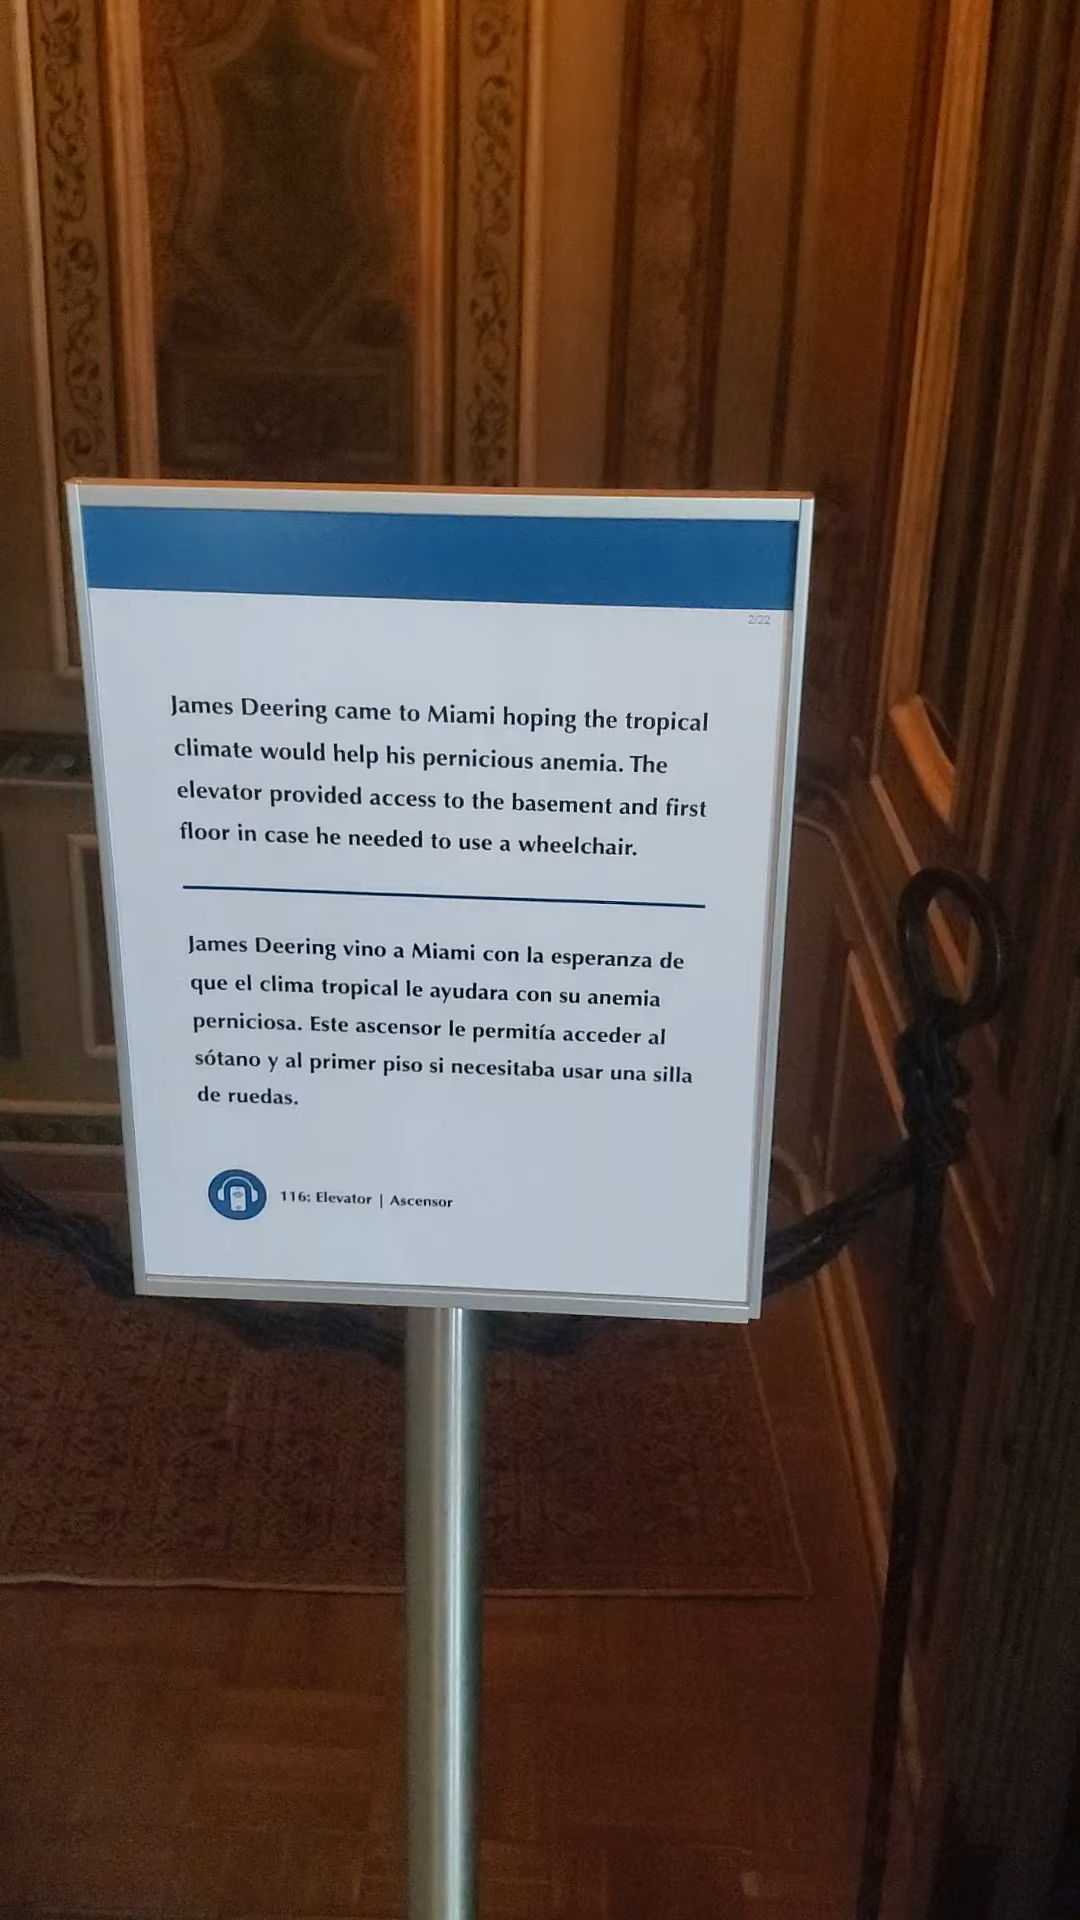 2/22
James Deering came to Miami hoping the tropical
climate would help his pernicious anemia. The
elevator provided access to the basement and first
floor in case he needed to use a wheelchair.
James Deering vino a Miami con la esperanza de
que el clima tropical le ayudara con su anemia
perniciosa. Este ascensor le permitía acceder al
sótano y al primer piso si necesitaba usar una silla
de ruedas.
116: Elevator | Ascensor